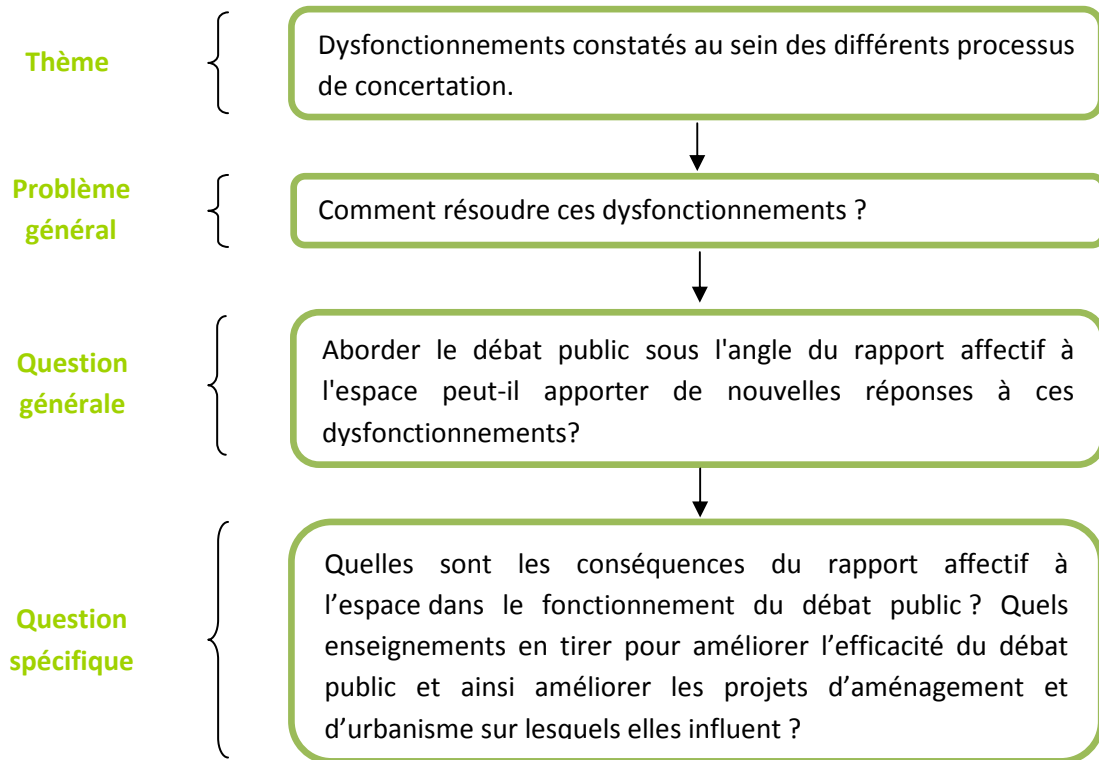 Thème
Dysfonctionnements constatés au sein des différents processus
de concertation.
Problème
général
Comment résoudre ces dysfonctionnements ?
Question
générale
Aborder le débat public sous l'angle du rapport affectif à
l'espace peut-il apporter de nouvelles réponses à ces
dysfonctionnements?
Question
spécifique
Quelles sont les conséquences du rapport affectif à
l’espace dans le fonctionnement du débat public ? Quels
enseignements en tirer pour améliorer l’efficacité du débat
public et ainsi améliorer les projets d’aménagement et
d’urbanisme sur lesquels elles influent ?